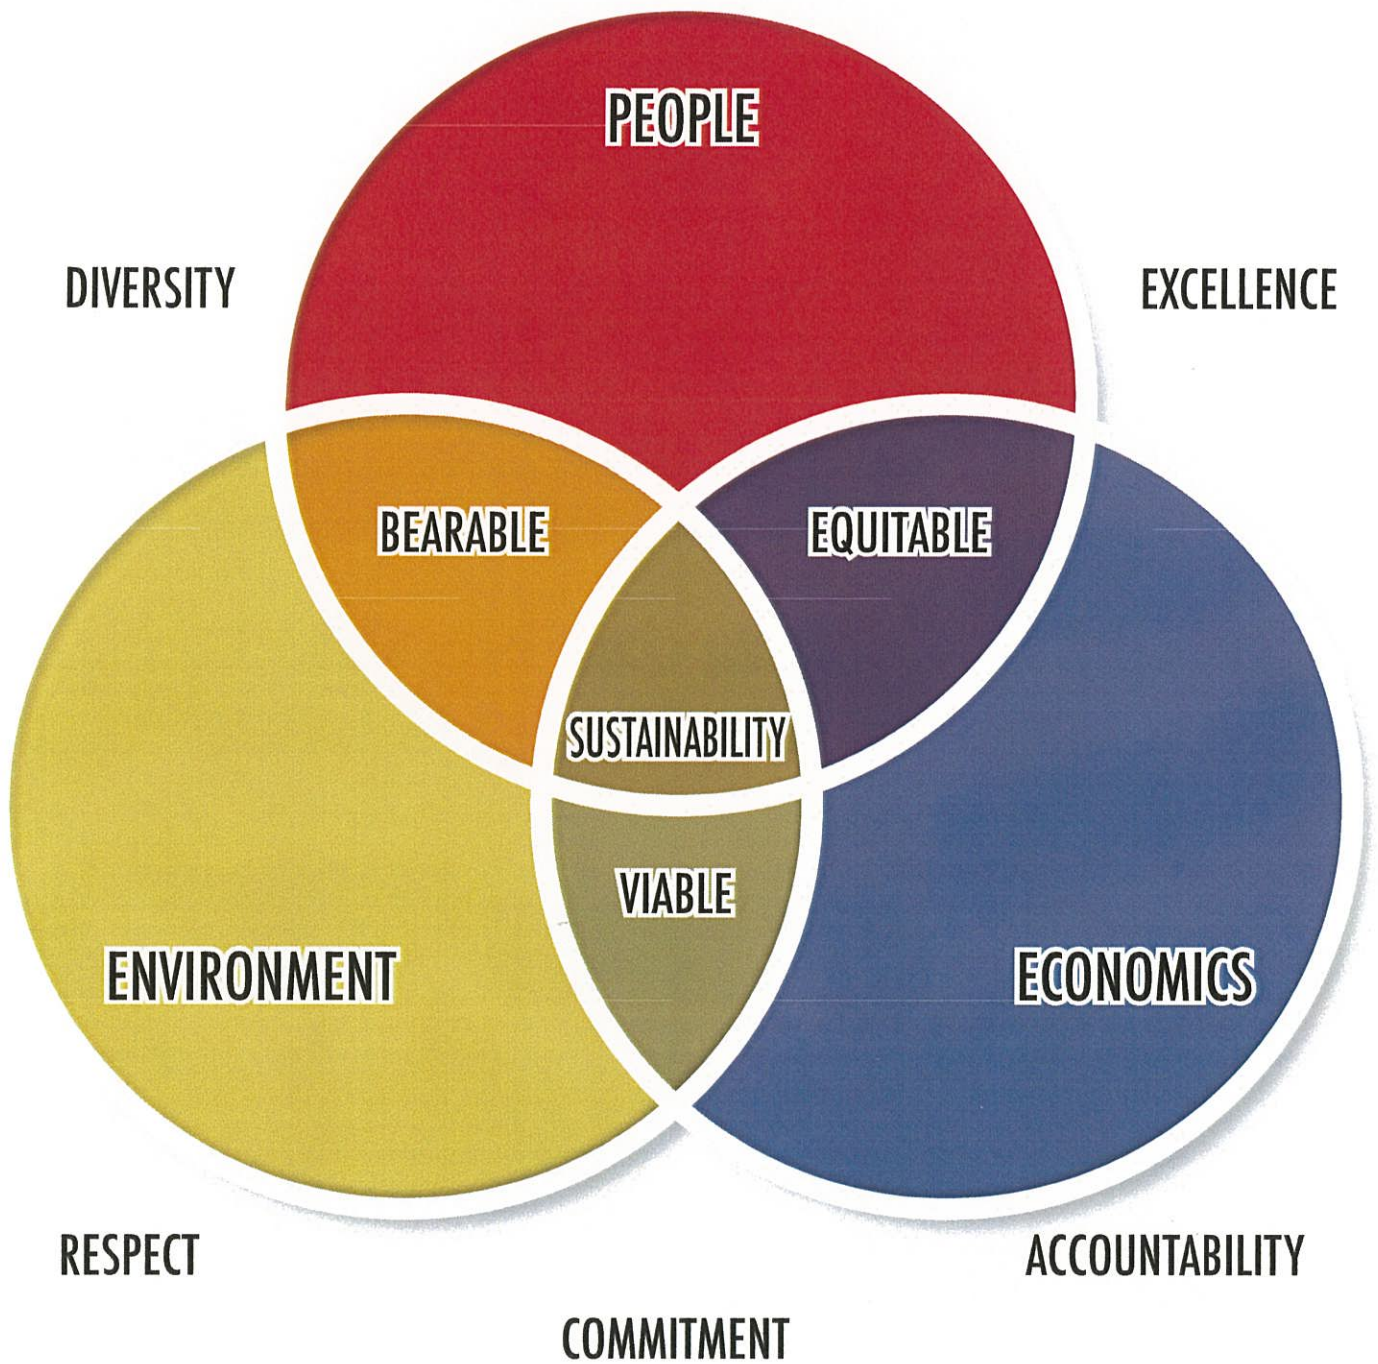 PEOPLE
DIVERSITY
EXCELLENCE
BEARABLE
EQUITABLE
SUSTAINABILITY
VIABLE
ENVIRONMENT
ECONOMICS
RESPECT
ACCOUNTABILITY
COMMITMENT